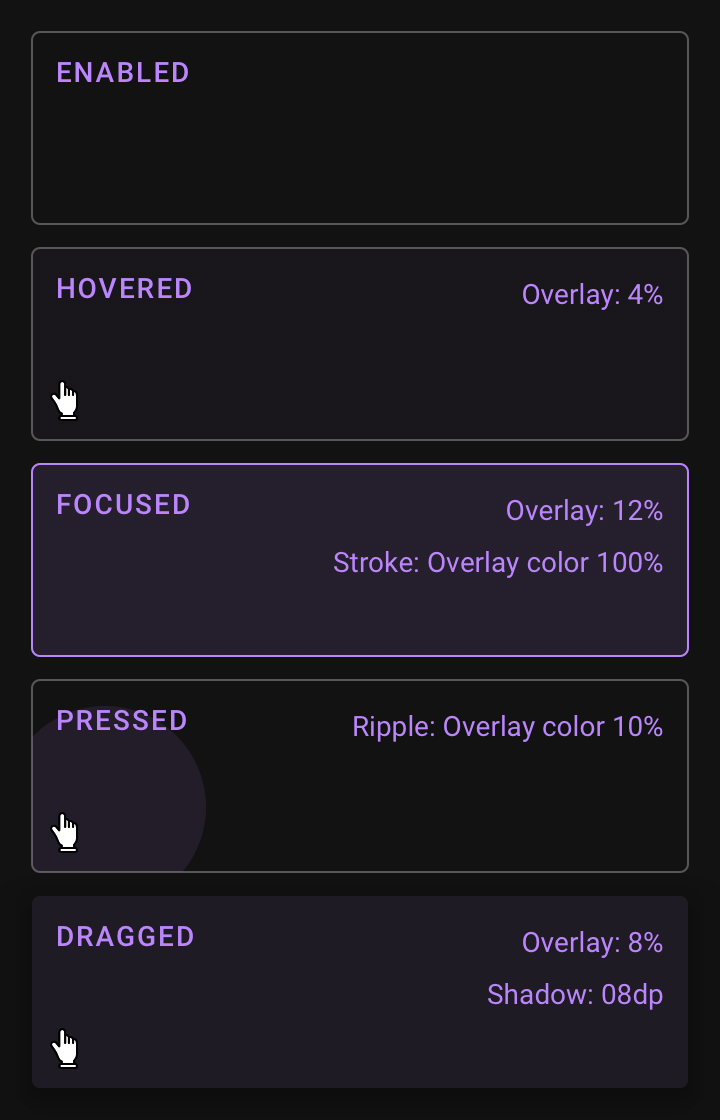 ENABLED
HOVERED
Overlay: 4%
FOCUSED
Overlay: 12%
Stroke: Overlay color 100%
PRESSED
Ripple: Overlay color 10%
DRAGGED
Overlay: 8%
Shadow: 08dp